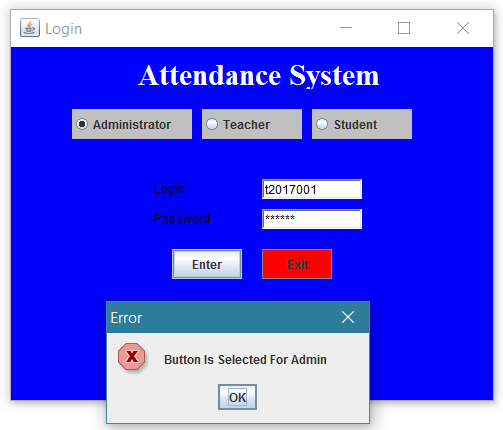 Login
Attendance System
Administrator Teacher Student
Login t2017001
Password ******
Enter Exit
Error
X Button Is Selected For Admin
OK